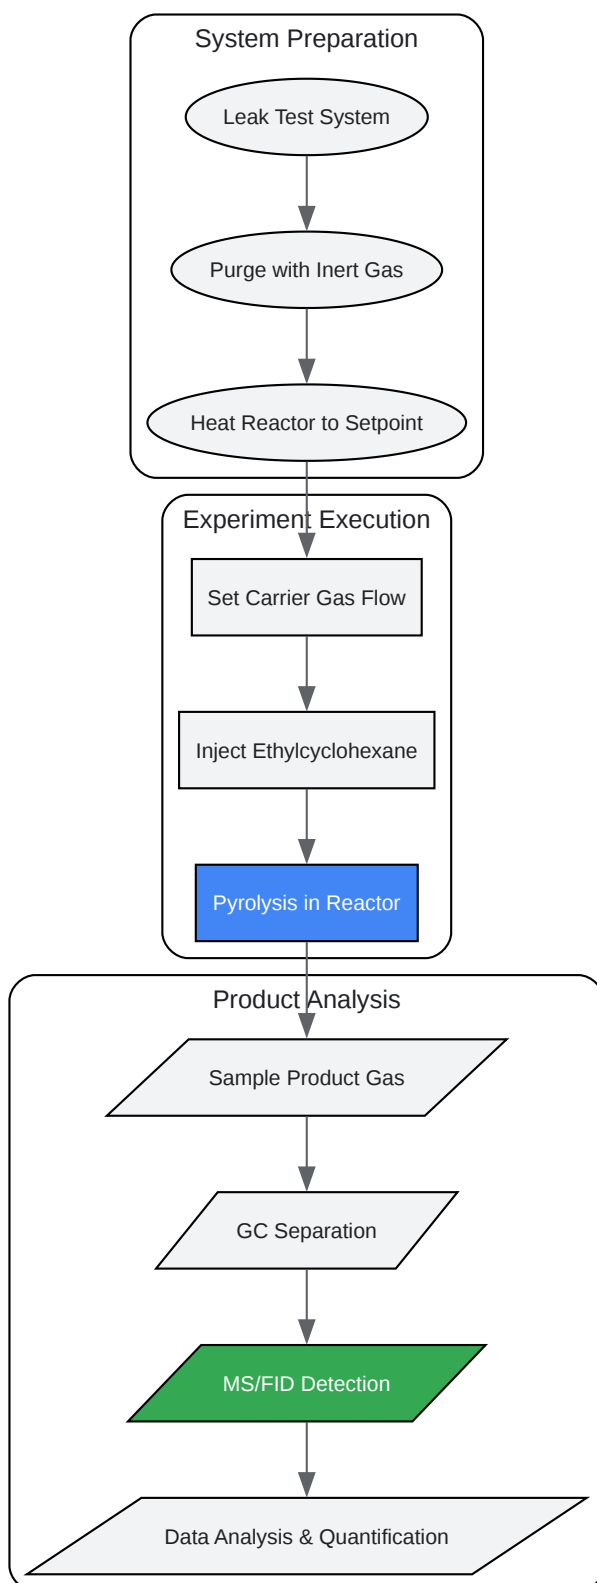 System Preparation
Leak Test System
Purge with Inert Gas
Heat Reactor to Setpoint
Experiment Execution
Set Carrier Gas Flow
Inject Ethylcyclohexane
Pyrolysis in Reactor
Product Analysis
Sample Product Gas
GC Separation
MS/FID Detection
Data Analysis & Quantification